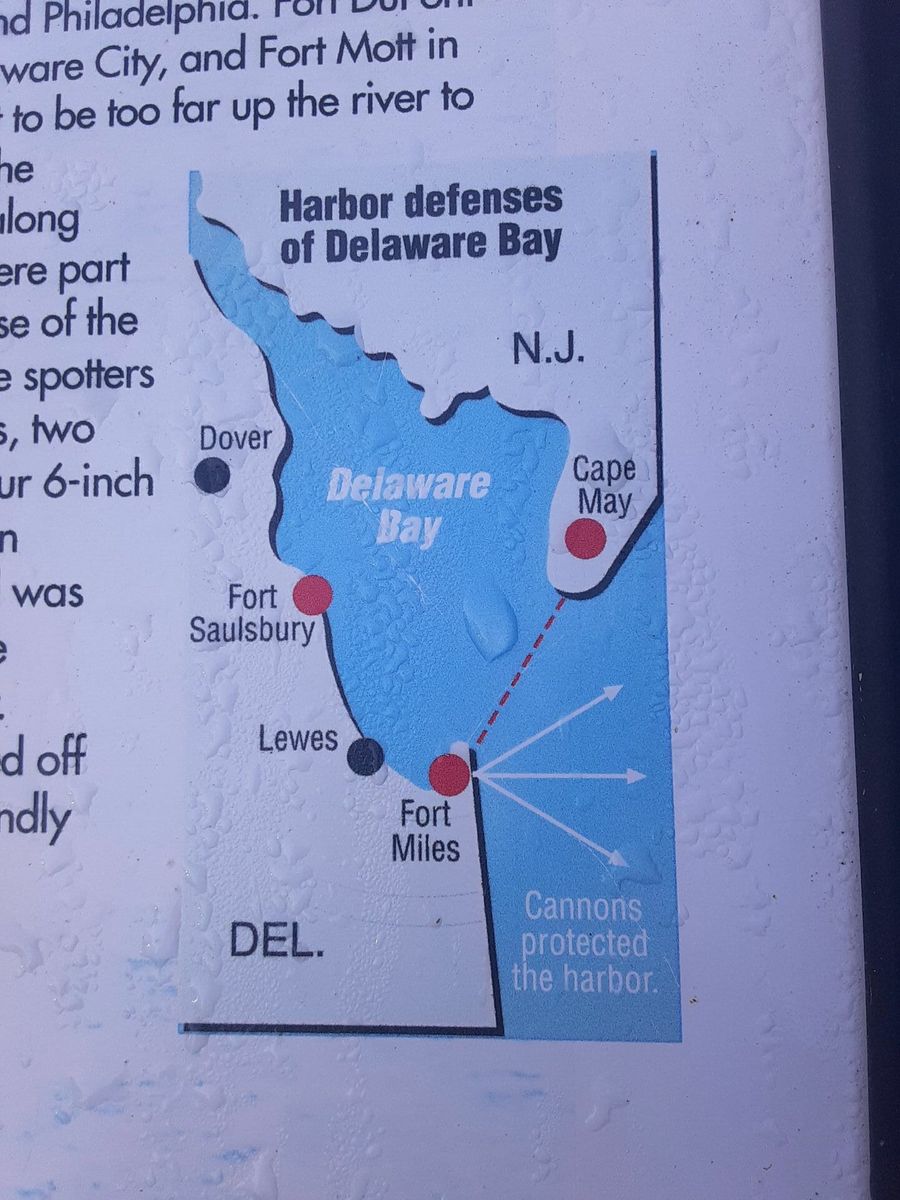 nd Philadelphia. Fort
ware City, and Fort Mott in
to be too far up the river to
he
along
ere part
se of the
e spotters
s, two
ur 6-inch
n
was
e
d off
ndly
Harbor defenses
of Delaware Bay
N.J.
Dover
Delaware
Bay
Cape
May
Fort
Saulsbury
Lewes
Fort
Miles
DEL.
Cannons
protected
the harbor.